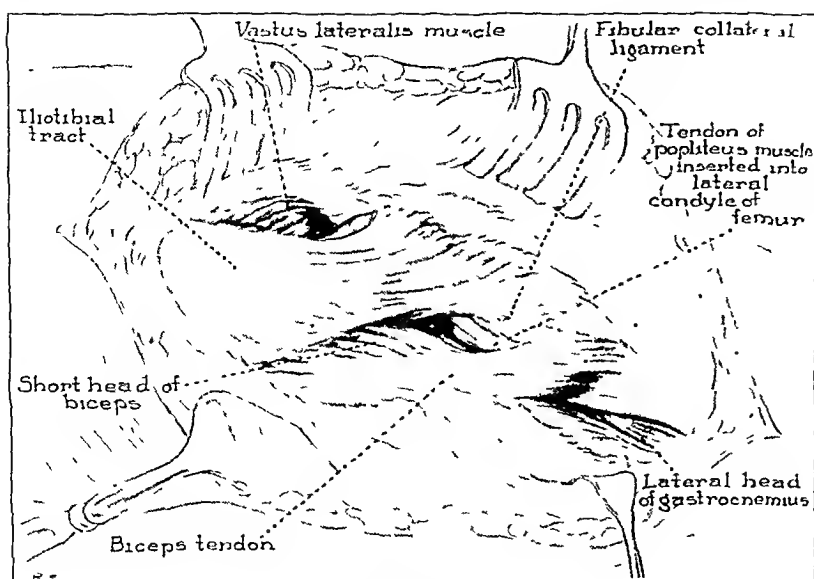 Vastus lateralis muscle
Fibular collateral
ligament
Iliotibial
tract
Tendon of
popliteus muscle
inserted into
lateral
condyle of
femur
Short head of
biceps
Lateral head
of gastrocnemius
Biceps tendon